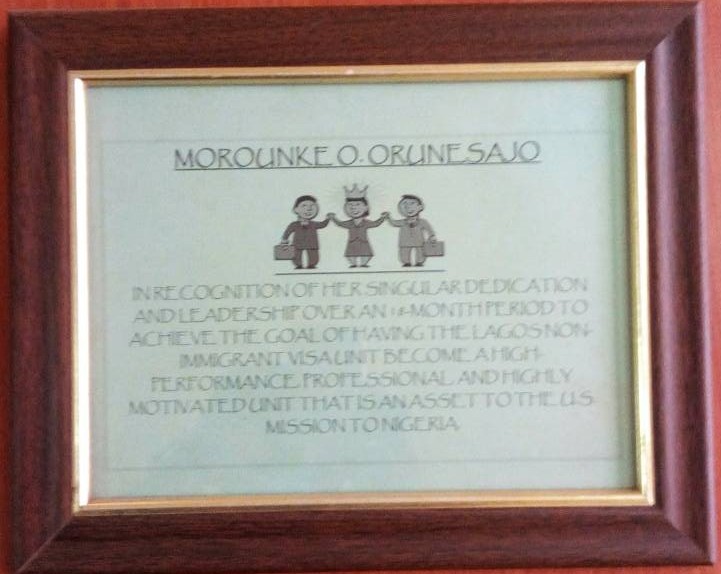 MOROUNKE O. ORUNESAJO
IN RECOGNITION OF HER SINGULAR DEDICATION
AND LEADERSHIP OVER AN 18-MONTH PERIOD TO
ACHIEVE THE GOAL OF HAVING THE LAGOS NON-
IMMIGRANT VISA UNIT BECOME A HIGH-
PERFORMANCE, PROFESSIONAL, AND HIGHLY
MOTIVATED UNIT THAT IS AN ASSET TO THE U.S.
MISSION TO NIGERIA.